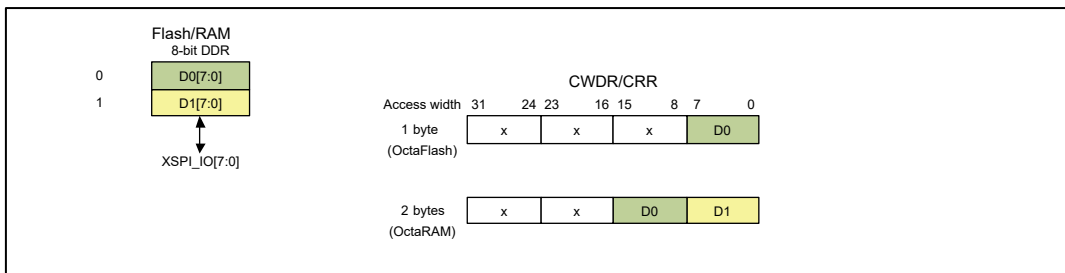 Flash/RAM
8-bit DDR
0 D0[7:0]
1 D1[7:0]
XSPI_IO[7:0]
CWDR/CRR
Access width 31 24 23 16 15 8 7 0
1 byte x x x D0
(OctaFlash)
2 bytes x x D0 D1
(OctaRAM)